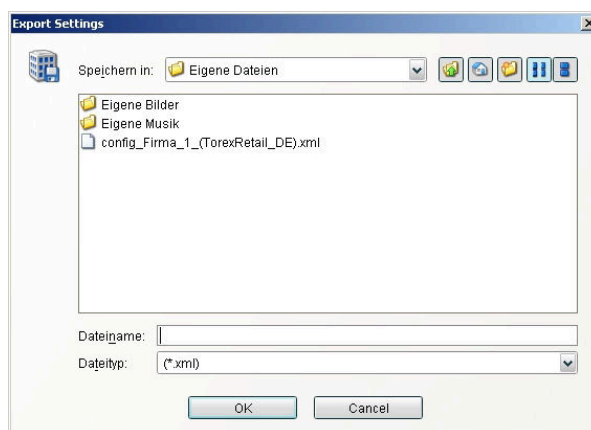 Export Settings
Speichern in: Eigene Dateien
Eigene Bilder
Eigene Musik
config_Firma_1_(TorexRetail_DE).xml
Dateiname:
Dateityp: (*.xml)
OK Cancel